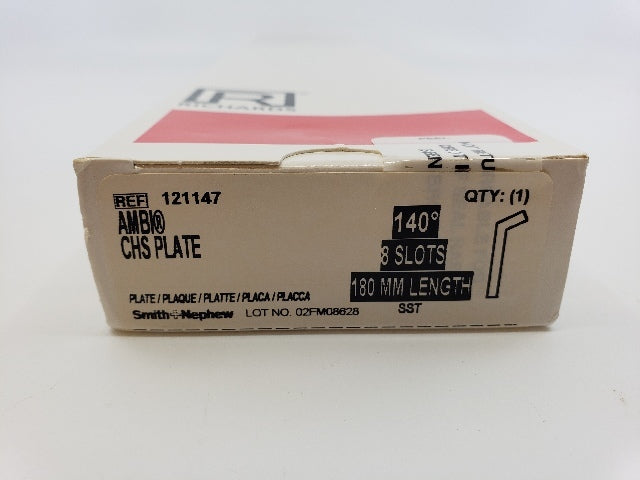 RICHARDS
REF 121147
QTY: (1)
AMBI®
CHS PLATE
140°
8 SLOTS
180 MM LENGTH
SST
PLATE / PLAQUE / PLATTE / PLACA / PLACCA
Smith+Nephew LOT NO. 02FM08628